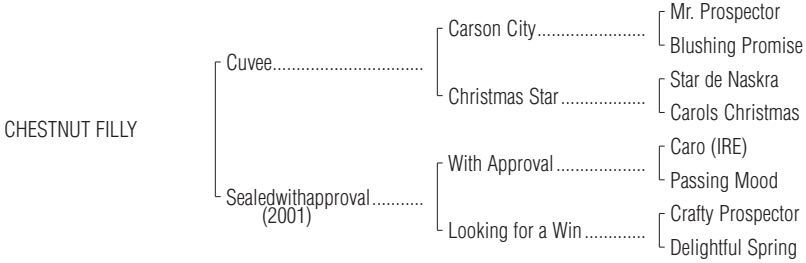 Mr. Prospector
Carson City......................
Blushing Promise
Cuvee................................
Star de Naskra
Christmas Star..................
Carols Christmas
CHESTNUT FILLY
Caro (IRE)
With Approval...................
Passing Mood
Sealedwithapproval...........
(2001)
Crafty Prospector
Looking for a Win.............
Delightful Spring